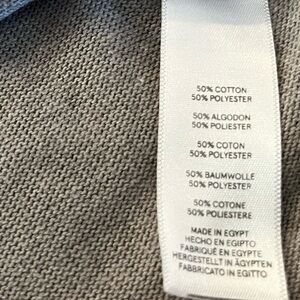 50% COTTON
50% POLYESTER
50% ALGODON
50% POLIESTER
50% COTON
50% POLYESTER
50% BAUMWOLLE
50% POLYESTER
50% COTONE
50% POLIESTERE
MADE IN EGYPT
HECHO EN EGIPTO
FABRIQUÉ EN EGYPTE
HERGESTELLT IN ÄGYPTEN
FABBRICATO IN EGITTO